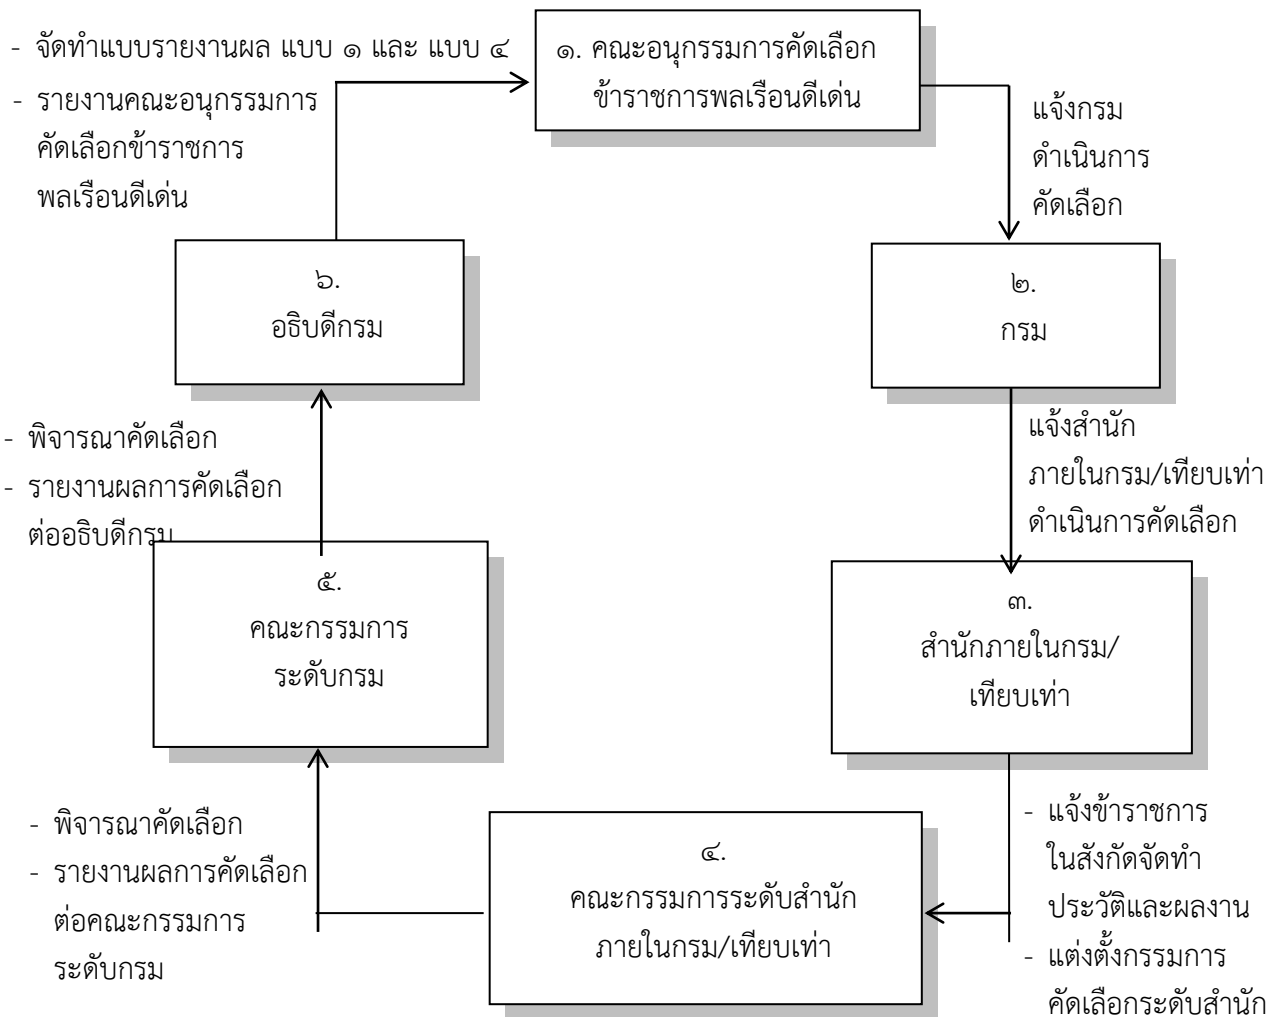 - จัดทำแบบรายงานผล แบบ ๑ และ แบบ ๔
- รายงานคณะอนุกรรมการ
คัดเลือกข้าราชการ
พลเรือนดีเด่น
๑. คณะอนุกรรมการคัดเลือก
ข้าราชการพลเรือนดีเด่น
แจ้งกรม
ดำเนินการ
คัดเลือก
๖.
อธิบดีกรม
๒.
กรม
- พิจารณาคัดเลือก
- รายงานผลการคัดเลือก
ต่ออธิบดีกรม
แจ้งสำนัก
ภายในกรม/เทียบเท่า
ดำเนินการคัดเลือก
๕.
คณะกรรมการ
ระดับกรม
๓.
สำนักภายในกรม/
เทียบเท่า
- พิจารณาคัดเลือก
- รายงานผลการคัดเลือก
ต่อคณะกรรมการ
ระดับกรม
๔.
คณะกรรมการระดับสำนัก
ภายในกรม/เทียบเท่า
- แจ้งข้าราชการ
ในสังกัดจัดทำ
ประวัติและผลงาน
- แต่งตั้งกรรมการ
คัดเลือกระดับสำนัก